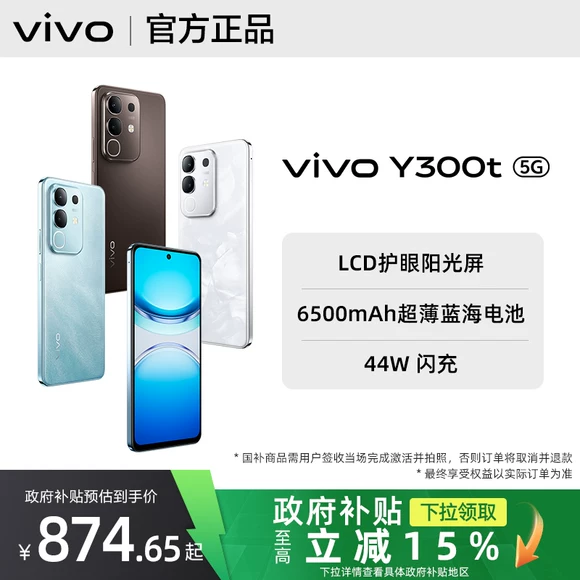 vivo 官方正品
vivo Y300t 5G
LCD护眼阳光屏
6500mAh超薄蓝海电池
44W 闪充
vivo
vivo
* 国补商品需用户签收当场完成激活并拍照，否则订单将取消并退款
* 最终享受权益以实际订单为准
政府补贴预估到手价
¥874.65起
政府补贴 下拉领取
至高 立减15%
下拉详情查看具体政府补贴地区